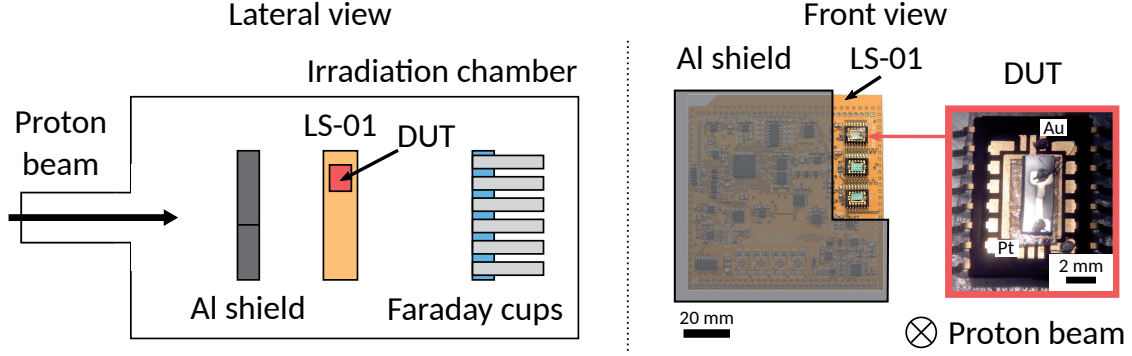 Lateral view
Irradiation chamber
Proton
beam
LS-01
DUT
Al shield
Faraday cups
Front view
Al shield
LS-01
DUT
Au
Pt
2 mm
20 mm
Proton beam